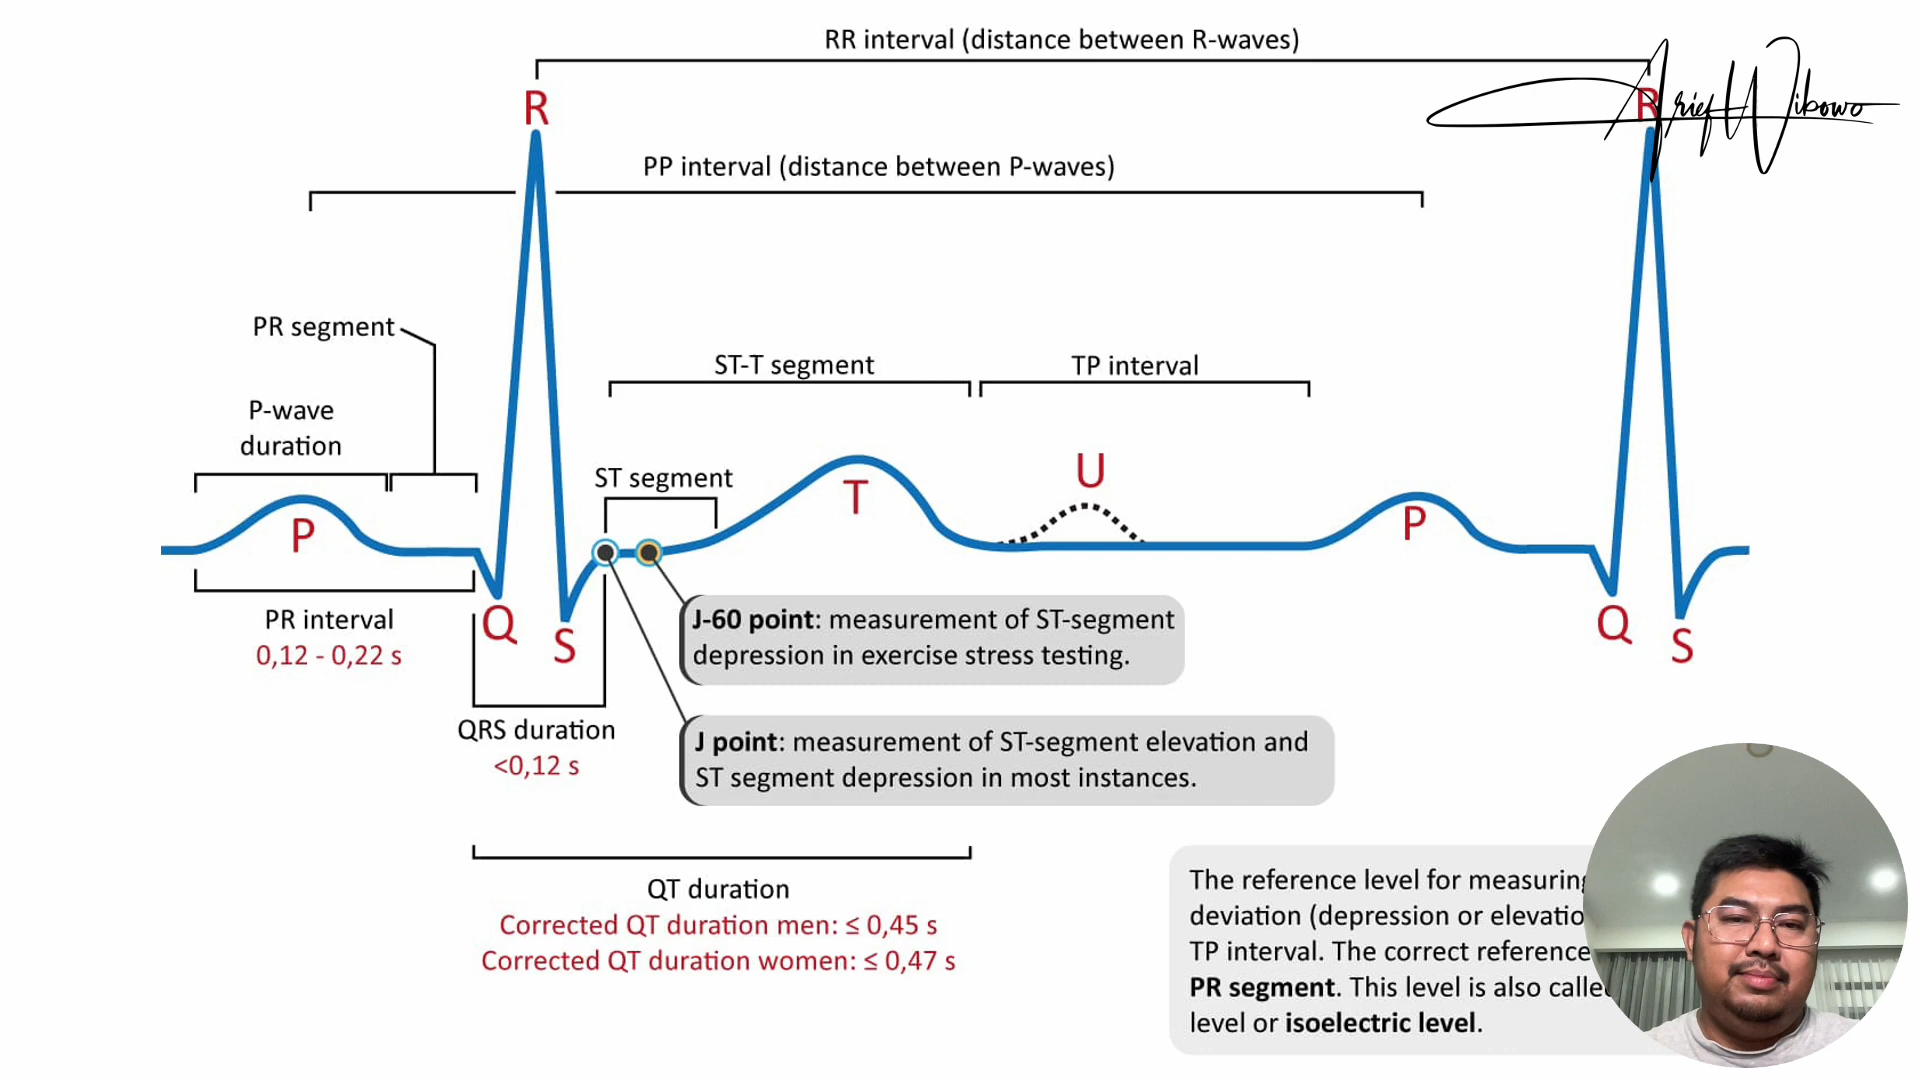 RR interval (distance between R-waves)
R
R
Arief Wibowo
PP interval (distance between P-waves)
PR segment
ST-T segment
TP interval
P-wave
duration
ST segment
U
T
P
P
PR interval
0,12 - 0,22 s
Q
S
J-60 point: measurement of ST-segment
depression in exercise stress testing.
Q
S
QRS duration
<0,12 s
J point: measurement of ST-segment elevation and
ST segment depression in most instances.
QT duration
Corrected QT duration men: ≤ 0,45 s
Corrected QT duration women: ≤ 0,47 s
The reference level for measuring
deviation (depression or
TP interval. The correct reference
PR segment. This level is also
level or isoelectric level.